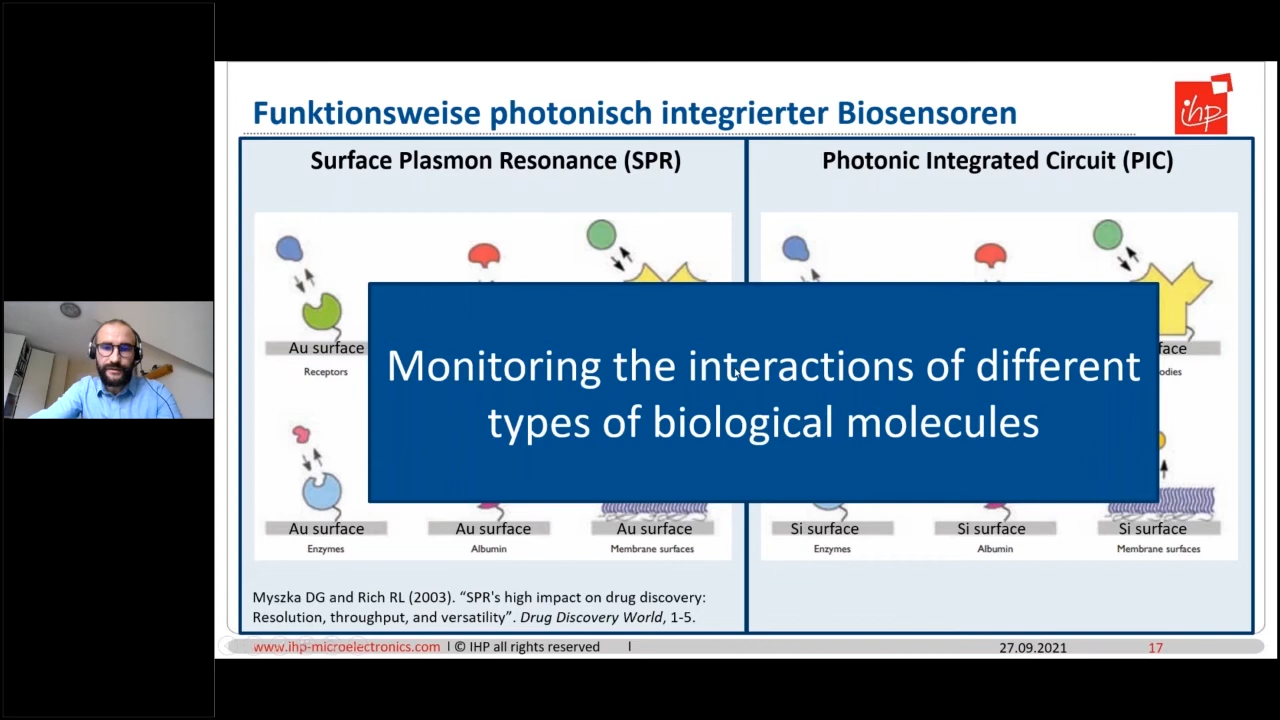 Funktionsweise photonisch integrierter Biosensoren
ihp
Surface Plasmon Resonance (SPR)
Photonic Integrated Circuit (PIC)
Au surface
face
Receptors
odies
Monitoring the interactions of different
types of biological molecules
Au surface
Au surface
Au surface
Enzymes
Albumin
Membrane surfaces
Si surface
Si surface
Si surface
Enzymes
Albumin
Membrane surfaces
Myszka DG and Rich RL (2003). “SPR's high impact on drug discovery:
Resolution, throughput, and versatility”. Drug Discovery World, 1-5.
www.ihp-microelectronics.com I © IHP all rights reserved I
27.09.2021
17